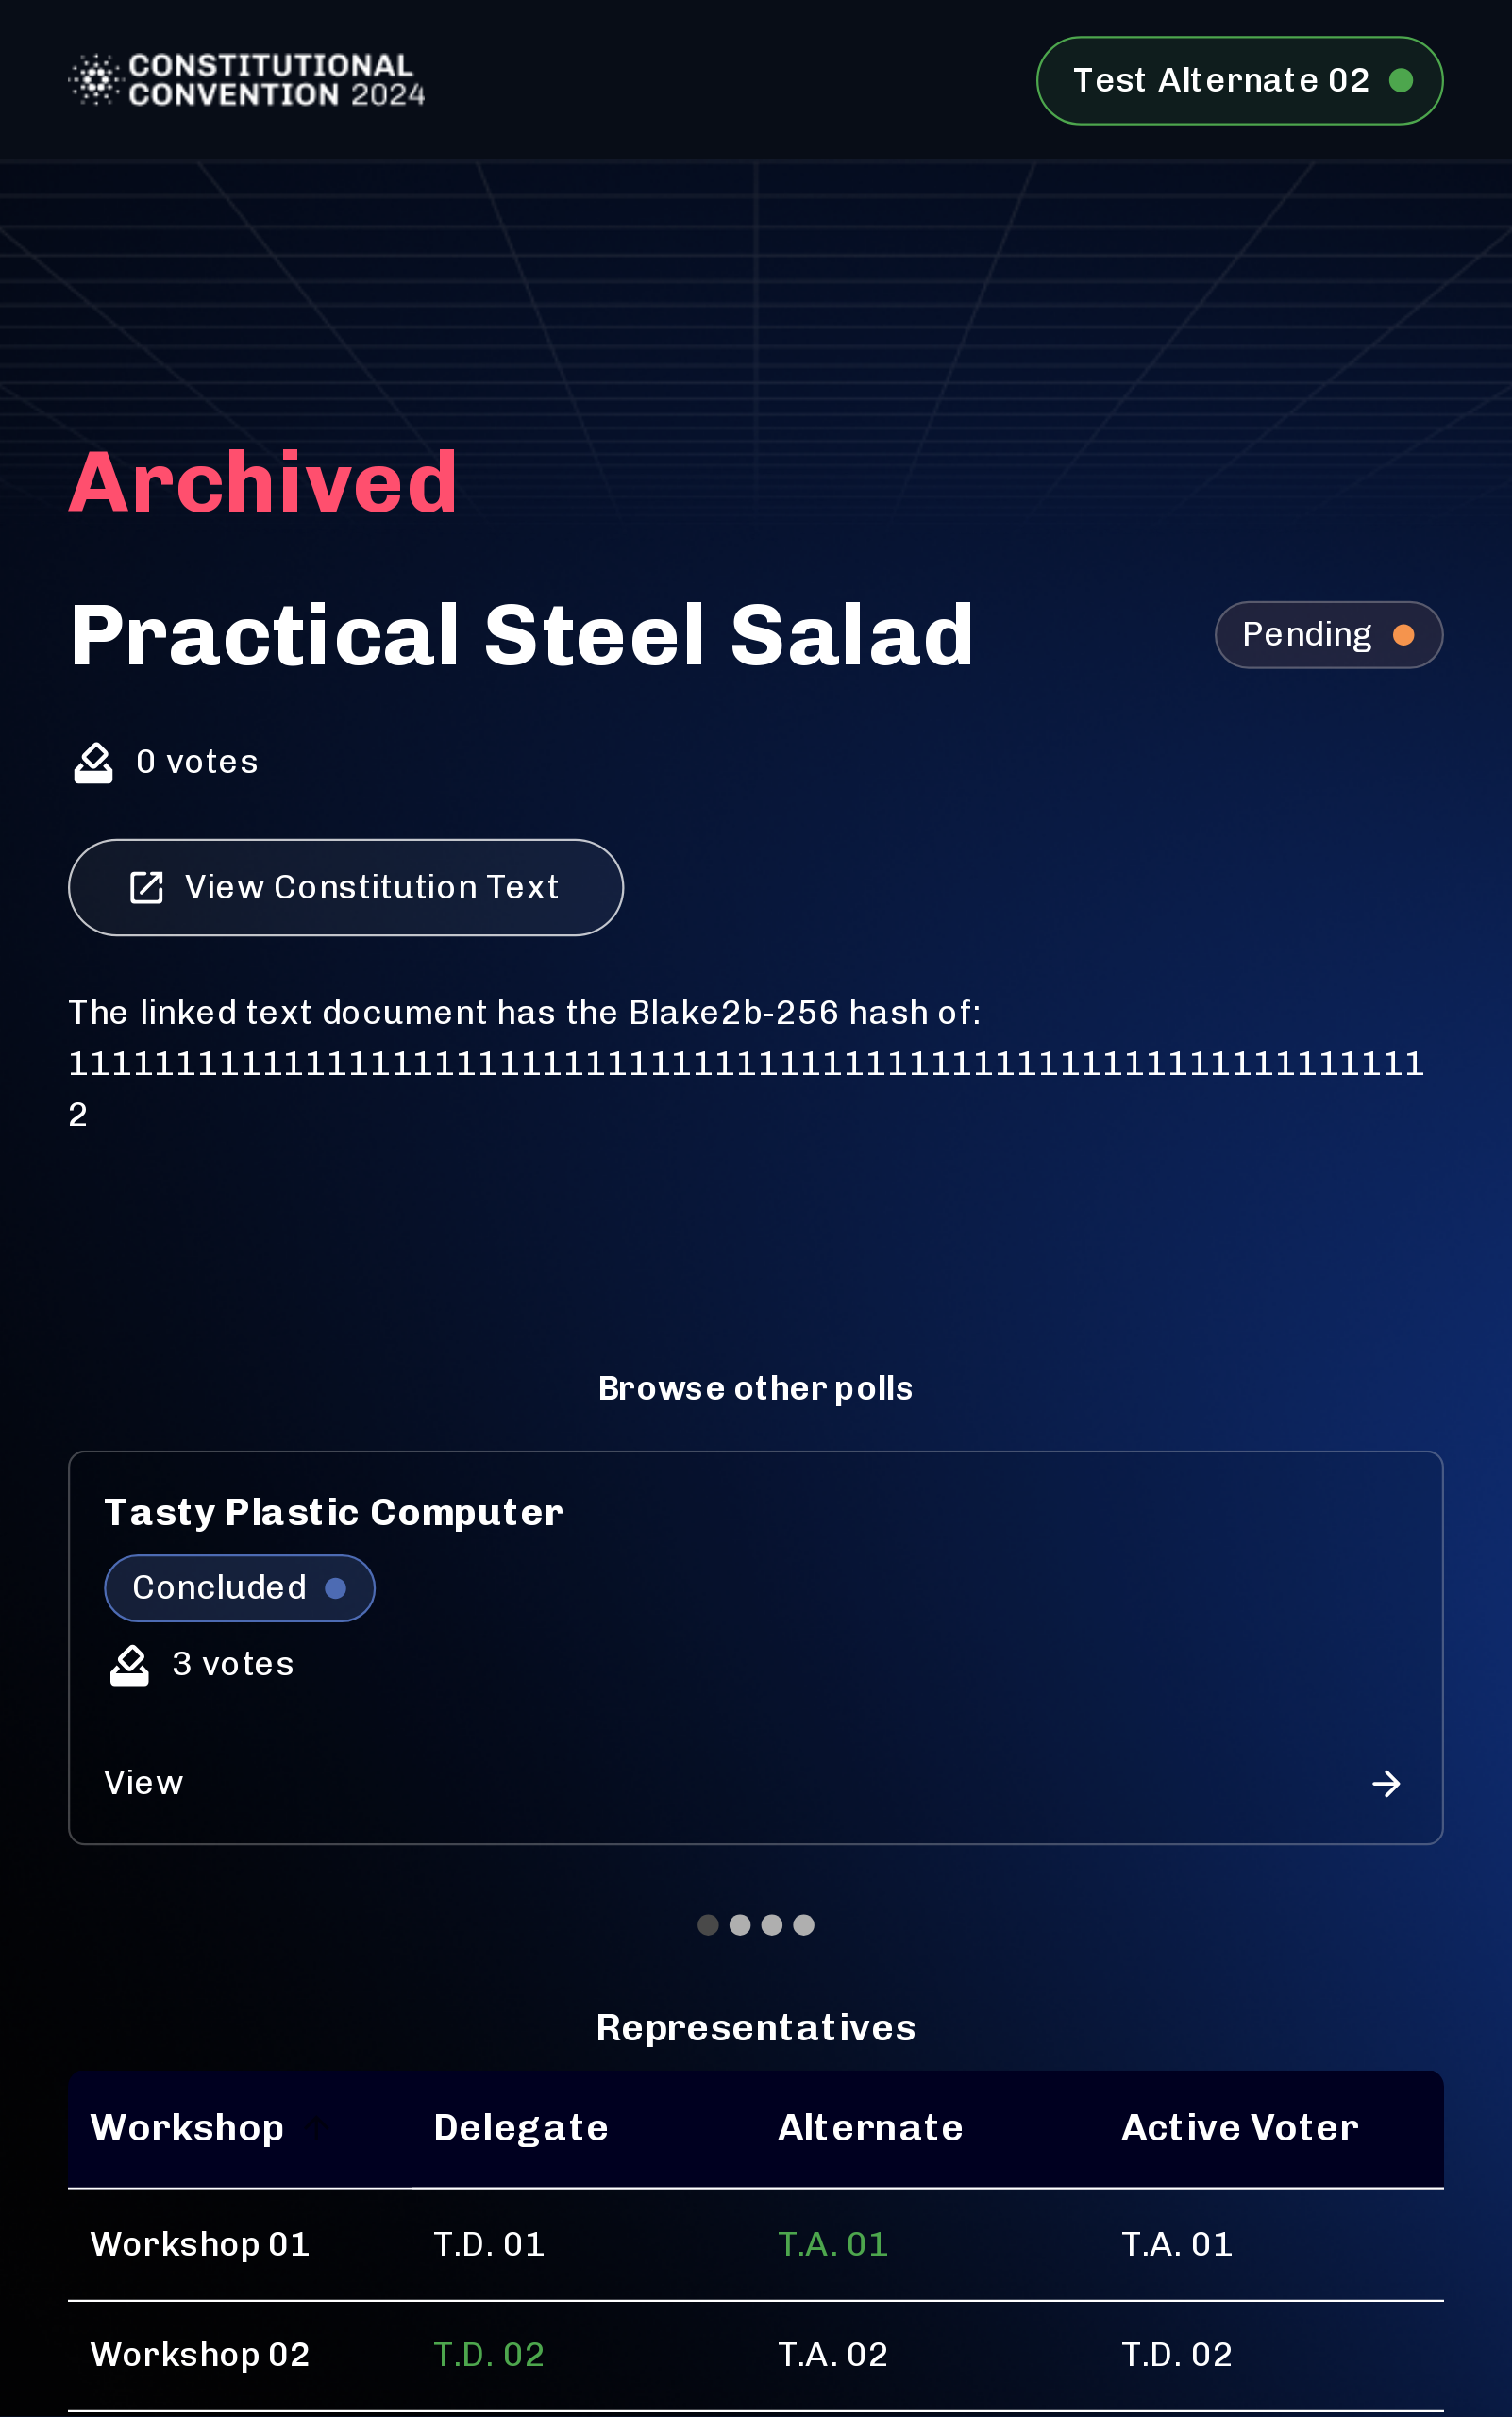 CONSTITUTIONAL
CONVENTION 2024
Test Alternate 02
Archived
Practical Steel Salad
Pending
0 votes
View Constitution Text
The linked text document has the Blake2b-256 hash of:
111111111111111111111111111111111111111111111111111111111111111
2
Browse other polls
Tasty Plastic Computer
Concluded
3 votes
View
Representatives
Workshop Delegate Alternate Active Voter
Workshop 01 T.D. 01 T.A. 01 T.A. 01
Workshop 02 T.D. 02 T.A. 02 T.D. 02